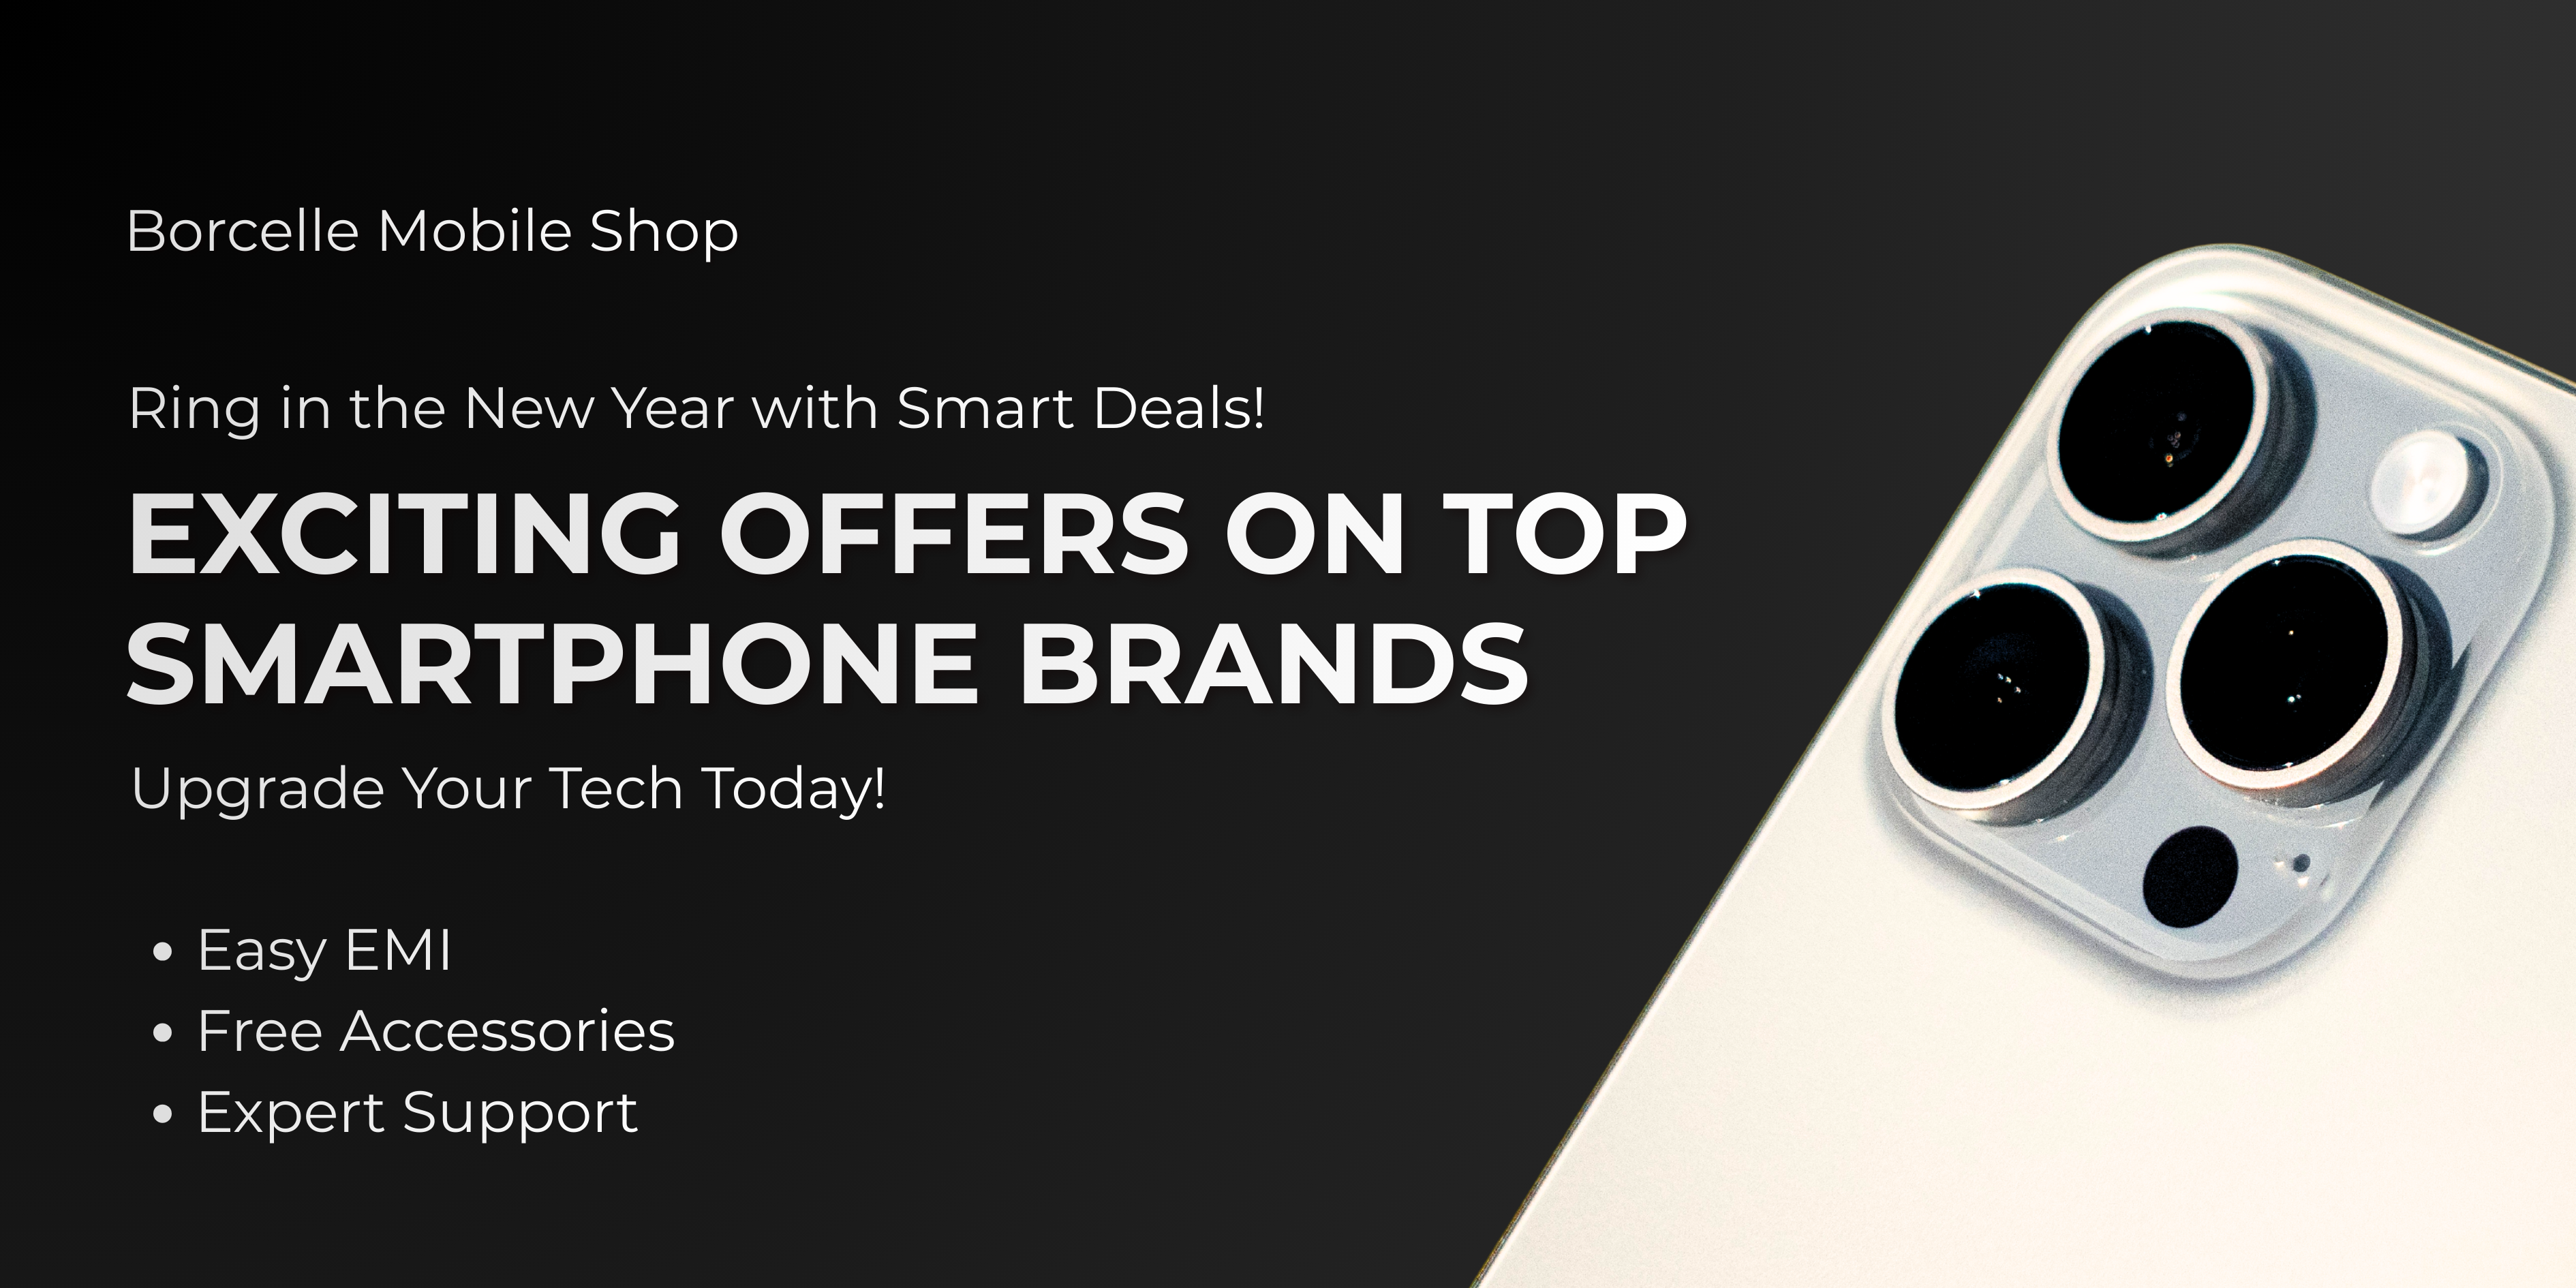 Borcelle Mobile Shop
Ring in the New Year with Smart Deals!
EXCITING OFFERS ON TOP
SMARTPHONE BRANDS
Upgrade Your Tech Today!
• Easy EMI
• Free Accessories
• Expert Support